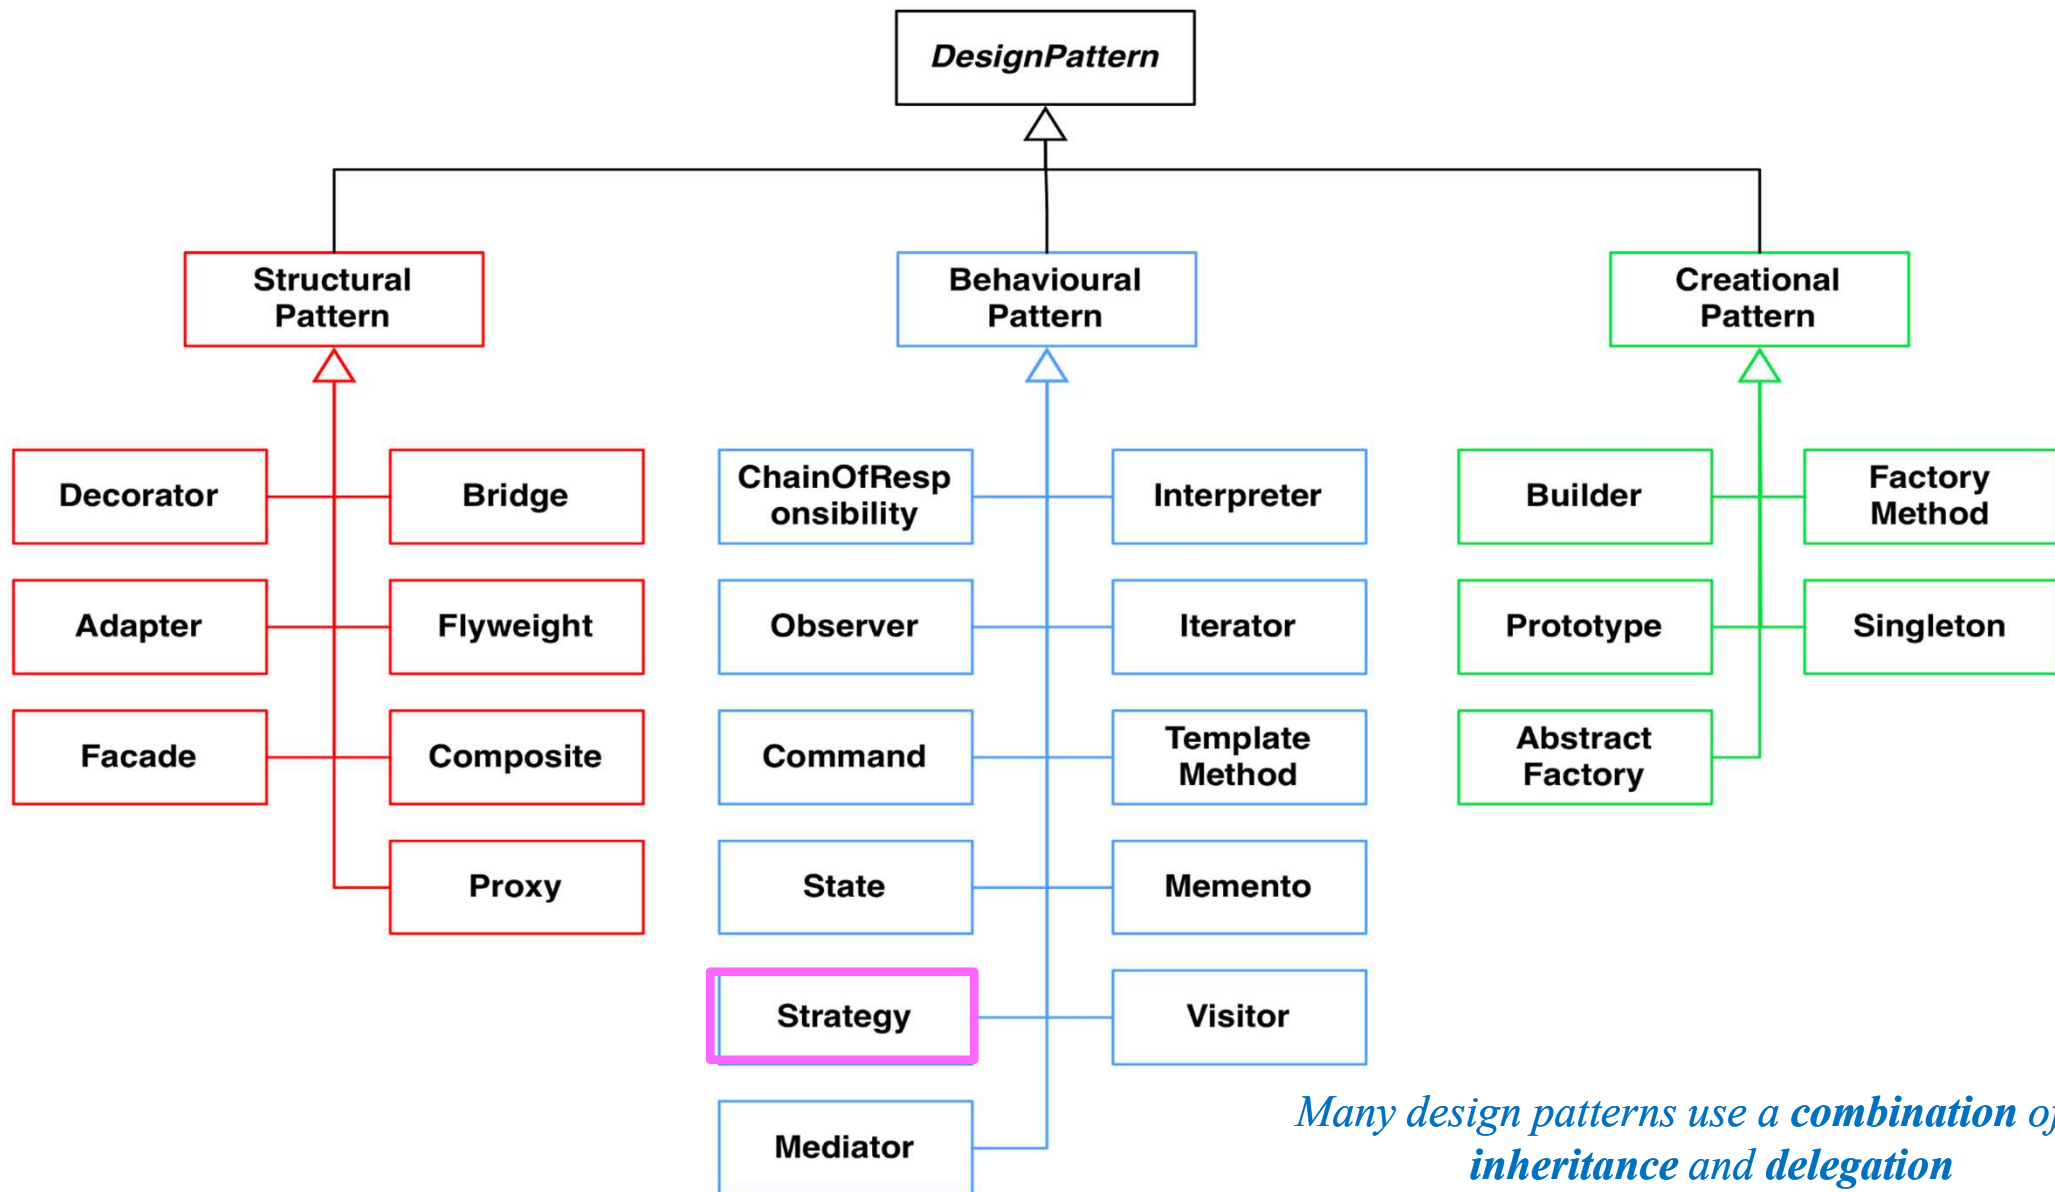 DesignPattern
Structural
Pattern
Behavioural
Pattern
Creational
Pattern
Decorator
Bridge
ChainOfResp
onsibility
Interpreter
Builder
Factory
Method
Adapter
Flyweight
Observer
Iterator
Prototype
Singleton
Facade
Composite
Command
Template
Method
Abstract
Factory
Proxy
State
Memento
Strategy
Visitor
Mediator
Many design patterns use a combination of
inheritance and delegation